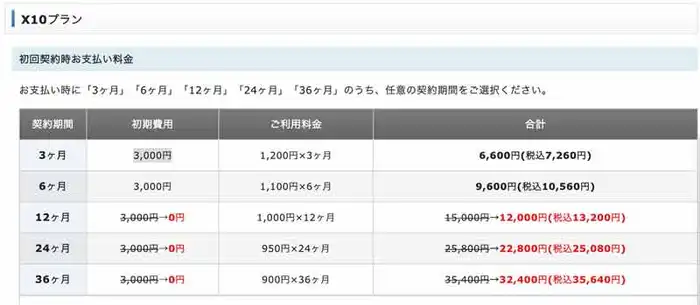 X10プラン
初回契約時お支払い料金
お支払い時に「3ヶ月」「6ヶ月」「12ヶ月」「24ヶ月」「36ヶ月」のうち、任意の契約期間をご選択ください。
契約期間 初期費用 ご利用料金 合計
3ヶ月 3,000円 1,200円×3ヶ月 6,600円(税込7,260円)
6ヶ月 3,000円 1,100円×6ヶ月 9,600円(税込10,560円)
12ヶ月 3,000円→0円 1,000円×12ヶ月 15,000円→12,000円(税込13,200円)
24ヶ月 3,000円→0円 950円×24ヶ月 25,800円→22,800円(税込25,080円)
36ヶ月 3,000円→0円 900円×36ヶ月 35,400円→32,400円(税込35,640円)